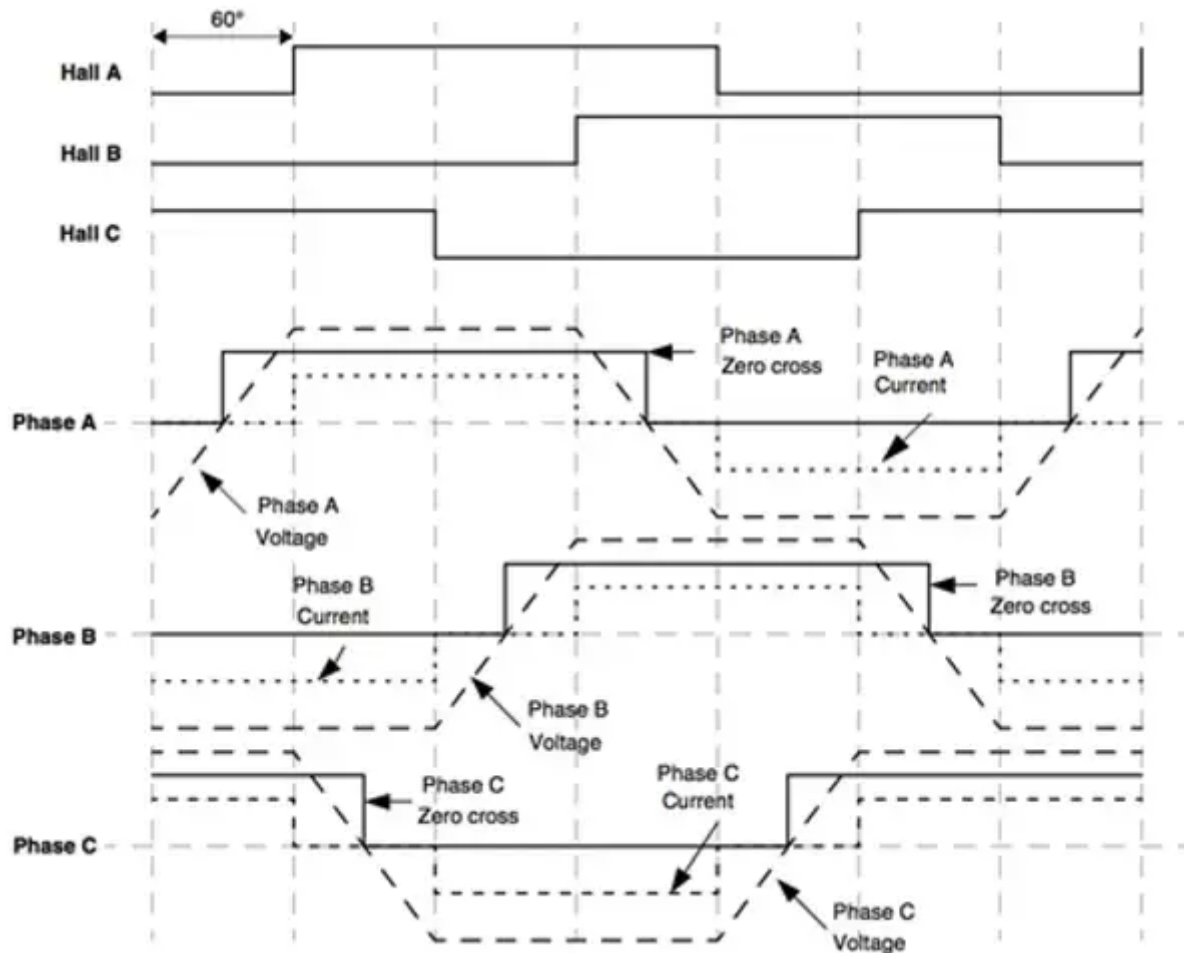 60°
Hall A
Hall B
Hall C
Phase A
Zero cross
Phase A
Current
Phase A
Phase A
Voltage
Phase B
Current
Phase B
Zero cross
Phase B
Phase B
Voltage
Phase C
Zero cross
Phase C
Current
Phase C
Phase C
Voltage